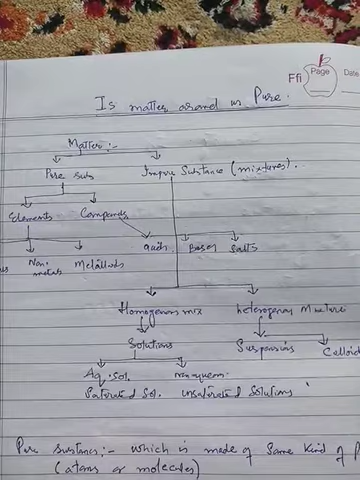 Ffi Page Date
Is matter around us Pure.
Matter:-
Pure sub Impure Substance (mixtures).
Elements Compounds
Non-metals Metalloids acids Bases Salts
Homogenous mix heterogenous Mixture
Solutions Suspensions Colloid
Aq. Sol.
Saturated Sol. unsaturated Solutions
Pure Substance:- which is made of Same kind of P
(atoms or molecules)